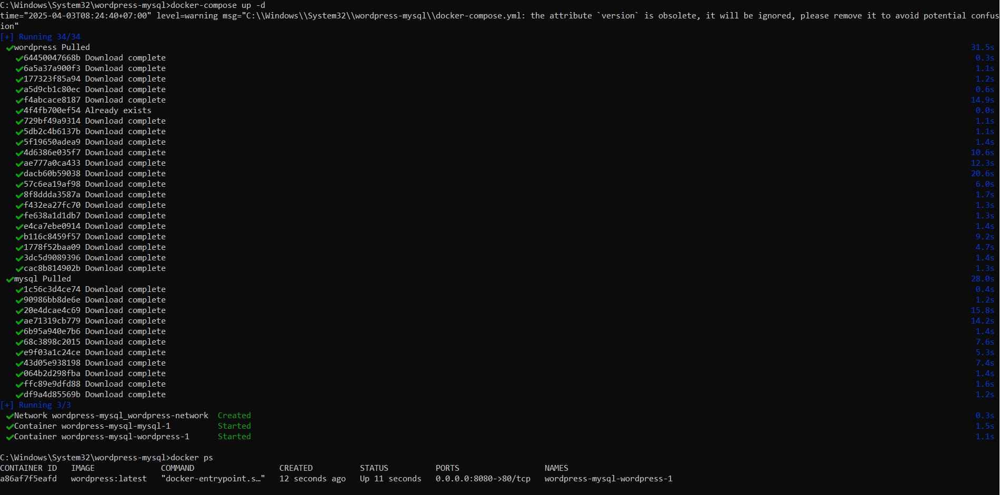 C:\Windows\System32\wordpress-mysql>docker-compose up -d
time="2025-04-03T08:24:40+07:00" level=warning msg="C:\\Windows\\System32\\wordpress-mysql\\docker-compose.yml: the attribute `version` is obsolete, it will be ignored, please remove it to avoid potential confus
ion"
[+] Running 34/34
✔wordpress Pulled 31.5s
✔64450047668b Download complete 0.3s
✔6a5a37a900f3 Download complete 1.1s
✔177323f85a94 Download complete 1.2s
✔a5d9cb1c80ec Download complete 0.6s
✔f4abcace8187 Download complete 14.9s
✔4f4fb700ef54 Already exists 0.0s
✔729bf49a9314 Download complete 1.1s
✔5db2c4b6137b Download complete 1.1s
✔5f19650adea9 Download complete 1.4s
✔4d6386e035f7 Download complete 10.6s
✔ae777a0ca433 Download complete 12.3s
✔dacb60b59038 Download complete 20.6s
✔57c6ea19af98 Download complete 6.0s
✔8f8ddda3587a Download complete 1.7s
✔f432ea27fc70 Download complete 1.3s
✔fe638a1d1db7 Download complete 1.3s
✔e4ca7ebe0914 Download complete 1.4s
✔b116c8459f57 Download complete 9.2s
✔1778f52baa09 Download complete 4.7s
✔3dc5d9089396 Download complete 1.4s
✔cac8b814902b Download complete 1.3s
✔mysql Pulled 28.0s
✔1c56c3d4ce74 Download complete 0.4s
✔90986bb8de6e Download complete 1.2s
✔20e4dcae4c69 Download complete 15.8s
✔ae71319cb779 Download complete 14.2s
✔6b95a940e7b6 Download complete 1.4s
✔68c3898c2015 Download complete 7.6s
✔e9f03a1c24ce Download complete 5.3s
✔43d05e938198 Download complete 7.4s
✔064b2d298fba Download complete 1.4s
✔ffc89e9dfd88 Download complete 1.6s
✔df9a4d85569b Download complete 1.2s
[+] Running 3/3
✔Network wordpress-mysql_wordpress-network Created 0.3s
✔Container wordpress-mysql-mysql-1 Started 1.5s
✔Container wordpress-mysql-wordpress-1 Started 1.1s
C:\Windows\System32\wordpress-mysql>docker ps
CONTAINER ID IMAGE COMMAND CREATED STATUS PORTS NAMES
a86af7f5eafd wordpress:latest "docker-entrypoint.s…" 12 seconds ago Up 11 seconds 0.0.0.0:8080->80/tcp wordpress-mysql-wordpress-1